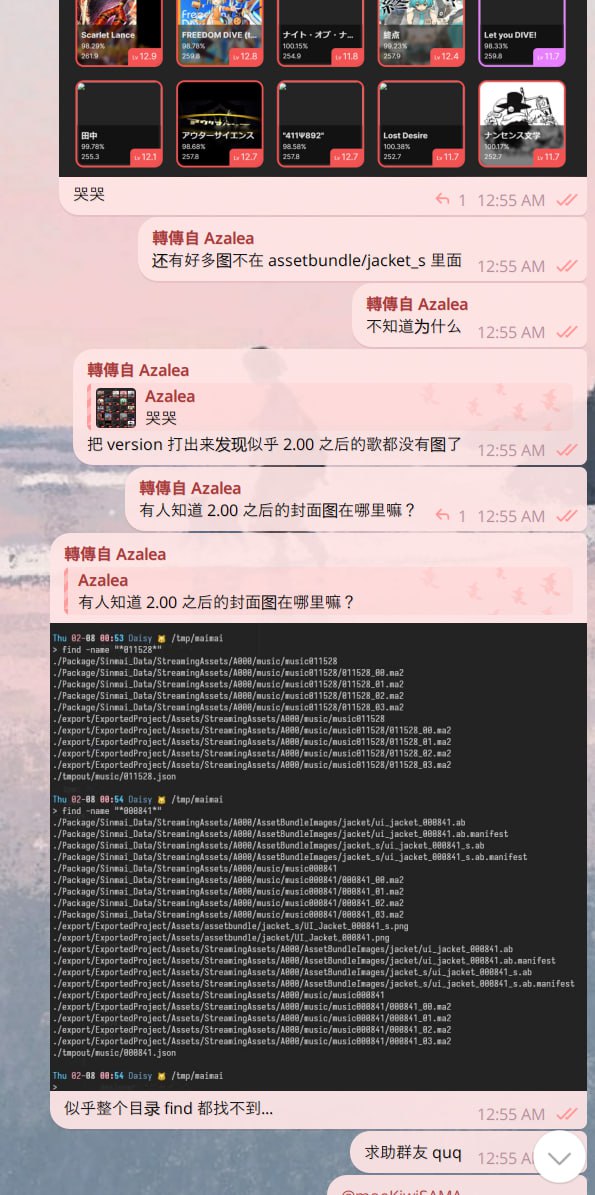 Scarlet Lance
98.29%
261.9
Lv 12.9
FREEDOM DiVE (t...
98.78%
259.8
Lv 12.8
ナイト・オブ・ナ...
100.15%
254.9
Lv 11.8
終点
99.23%
257.9
Lv 12.4
Let you DIVE!
98.33%
259.8
Lv 11.7
田中
99.78%
255.3
Lv 12.1
アウターサイエンス
98.68%
257.8
Lv 12.7
"411Ψ892"
98.58%
257.8
Lv 12.7
Lost Desire
100.38%
252.7
Lv 11.7
ナンセンス文学
100.17%
252.7
Lv 11.7
哭哭
1 12:55 AM
轉傳自 Azalea
还有好多图不在 assetbundle/jacket_s 里面
12:55 AM
轉傳自 Azalea
不知道为什么
12:55 AM
轉傳自 Azalea
Azalea
哭哭
把 version 打出来发现似乎 2.00 之后的歌都没有图了
12:55 AM
轉傳自 Azalea
有人知道 2.00 之后的封面图在哪里嘛？
1 12:55 AM
轉傳自 Azalea
Azalea
有人知道 2.00 之后的封面图在哪里嘛？
Thu 02-08 00:53 Daisy 🐱 /tmp/maimai
> find -name "*011528*"
./Package/Sinmai_Data/StreamingAssets/A000/music/music011528
./Package/Sinmai_Data/StreamingAssets/A000/music/music011528/011528_00.ma2
./Package/Sinmai_Data/StreamingAssets/A000/music/music011528/011528_01.ma2
./Package/Sinmai_Data/StreamingAssets/A000/music/music011528/011528_02.ma2
./Package/Sinmai_Data/StreamingAssets/A000/music/music011528/011528_03.ma2
./export/ExportedProject/Assets/StreamingAssets/A000/music/music011528
./export/ExportedProject/Assets/StreamingAssets/A000/music/music011528/011528_00.ma2
./export/ExportedProject/Assets/StreamingAssets/A000/music/music011528/011528_01.ma2
./export/ExportedProject/Assets/StreamingAssets/A000/music/music011528/011528_02.ma2
./export/ExportedProject/Assets/StreamingAssets/A000/music/music011528/011528_03.ma2
./tmpout/music/011528.json
Thu 02-08 00:54 Daisy 🐱 /tmp/maimai
> find -name "*000841*"
./Package/Sinmai_Data/StreamingAssets/A000/AssetBundleImages/jacket/ui_jacket_000841.ab
./Package/Sinmai_Data/StreamingAssets/A000/AssetBundleImages/jacket/ui_jacket_000841.ab.manifest
./Package/Sinmai_Data/StreamingAssets/A000/AssetBundleImages/jacket_s/ui_jacket_000841_s.ab
./Package/Sinmai_Data/StreamingAssets/A000/AssetBundleImages/jacket_s/ui_jacket_000841_s.ab.manifest
./Package/Sinmai_Data/StreamingAssets/A000/music/music000841
./Package/Sinmai_Data/StreamingAssets/A000/music/music000841/000841_00.ma2
./Package/Sinmai_Data/StreamingAssets/A000/music/music000841/000841_01.ma2
./Package/Sinmai_Data/StreamingAssets/A000/music/music000841/000841_02.ma2
./Package/Sinmai_Data/StreamingAssets/A000/music/music000841/000841_03.ma2
./export/ExportedProject/Assets/assetbundle/jacket_s/UI_Jacket_000841_s.png
./export/ExportedProject/Assets/assetbundle/jacket/UI_Jacket_000841.png
./export/ExportedProject/Assets/StreamingAssets/A000/AssetBundleImages/jacket/ui_jacket_000841.ab
./export/ExportedProject/Assets/StreamingAssets/A000/AssetBundleImages/jacket/ui_jacket_000841.ab.manifest
./export/ExportedProject/Assets/StreamingAssets/A000/AssetBundleImages/jacket_s/ui_jacket_000841_s.ab
./export/ExportedProject/Assets/StreamingAssets/A000/AssetBundleImages/jacket_s/ui_jacket_000841_s.ab.manifest
./export/ExportedProject/Assets/StreamingAssets/A000/music/music000841
./export/ExportedProject/Assets/StreamingAssets/A000/music/music000841/000841_00.ma2
./export/ExportedProject/Assets/StreamingAssets/A000/music/music000841/000841_01.ma2
./export/ExportedProject/Assets/StreamingAssets/A000/music/music000841/000841_02.ma2
./export/ExportedProject/Assets/StreamingAssets/A000/music/music000841/000841_03.ma2
./tmpout/music/000841.json
Thu 02-08 00:54 Daisy 🐱 /tmp/maimai
>
似乎整个目录 find 都找不到...
12:55 AM
求助群友 quq
12:55